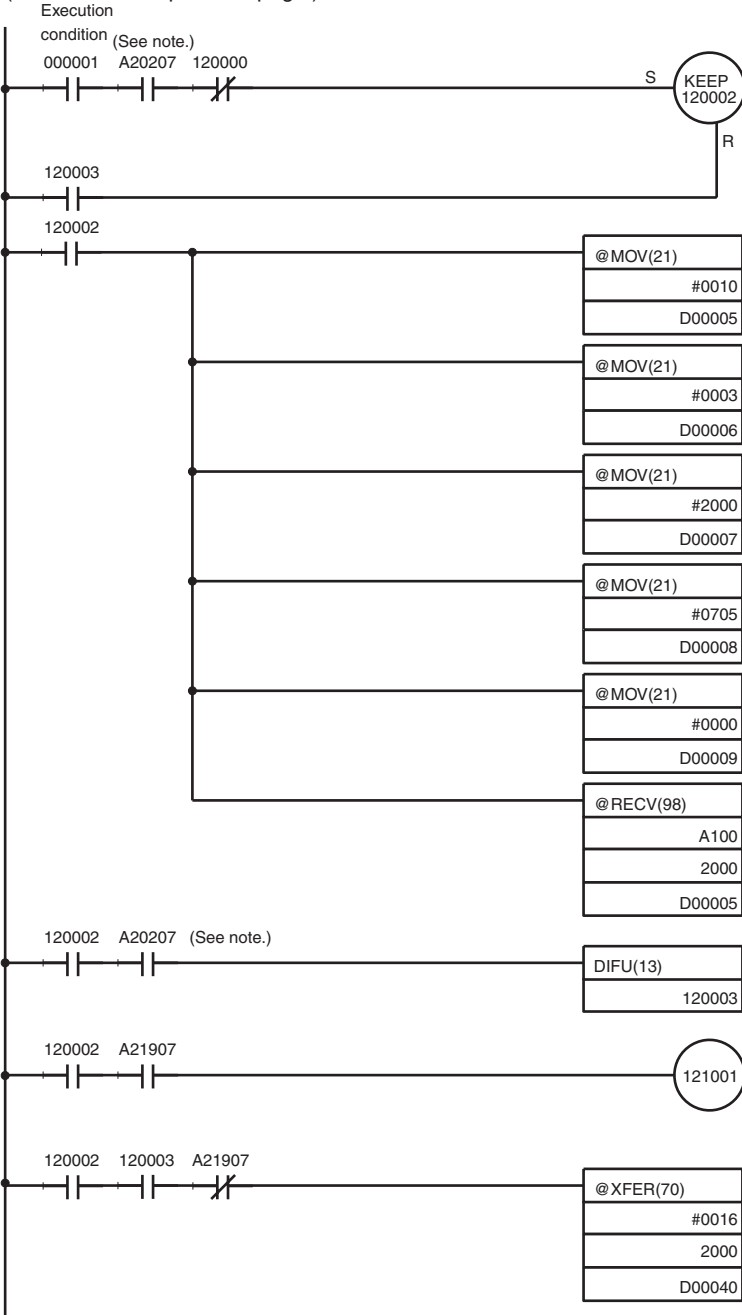 Execution
condition (See note.)
000001 A20207 120000
S
KEEP
120002
R
120003
120002
@MOV(21)
#0010
D00005
@MOV(21)
#0003
D00006
@MOV(21)
#2000
D00007
@MOV(21)
#0705
D00008
@MOV(21)
#0000
D00009
@RECV(98)
A100
2000
D00005
120002 A20207 (See note.)
DIFU(13)
120003
120002 A21907
121001
120002 120003 A21907
@XFER(70)
#0016
2000
D00040